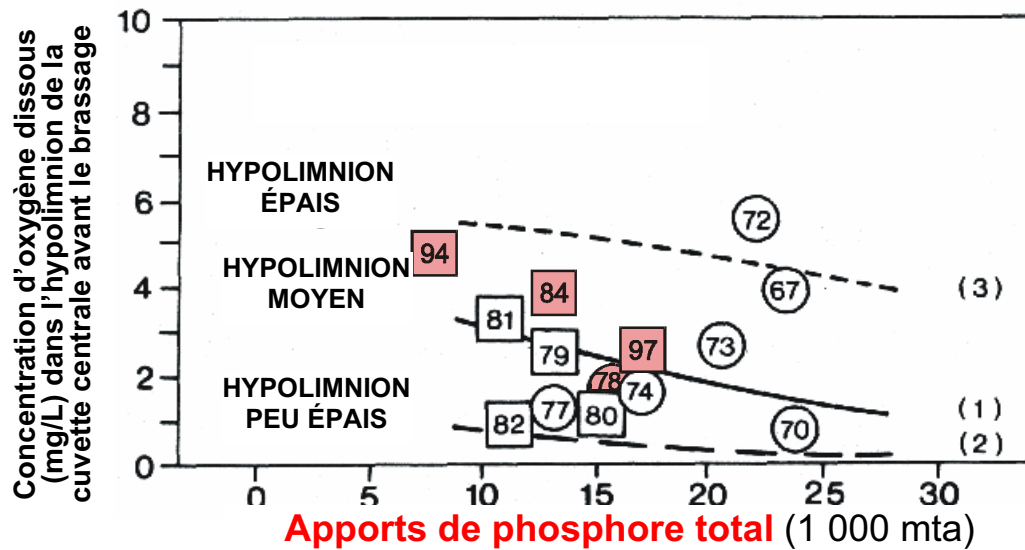 Concentration d'oxygène dissous
(mg/L) dans l'hypolimnion de la
cuvette centrale avant le brassage
10
8
6
4
2
0
HYPOLIMNION
ÉPAIS
HYPOLIMNION
MOYEN
HYPOLIMNION
PEU ÉPAIS
72
94
67
84
(3)
81
79
97
73
78
74
77
80
82
70
(1)
(2)
0 5 10 15 20 25 30
Apports de phosphore total (1 000 mta)